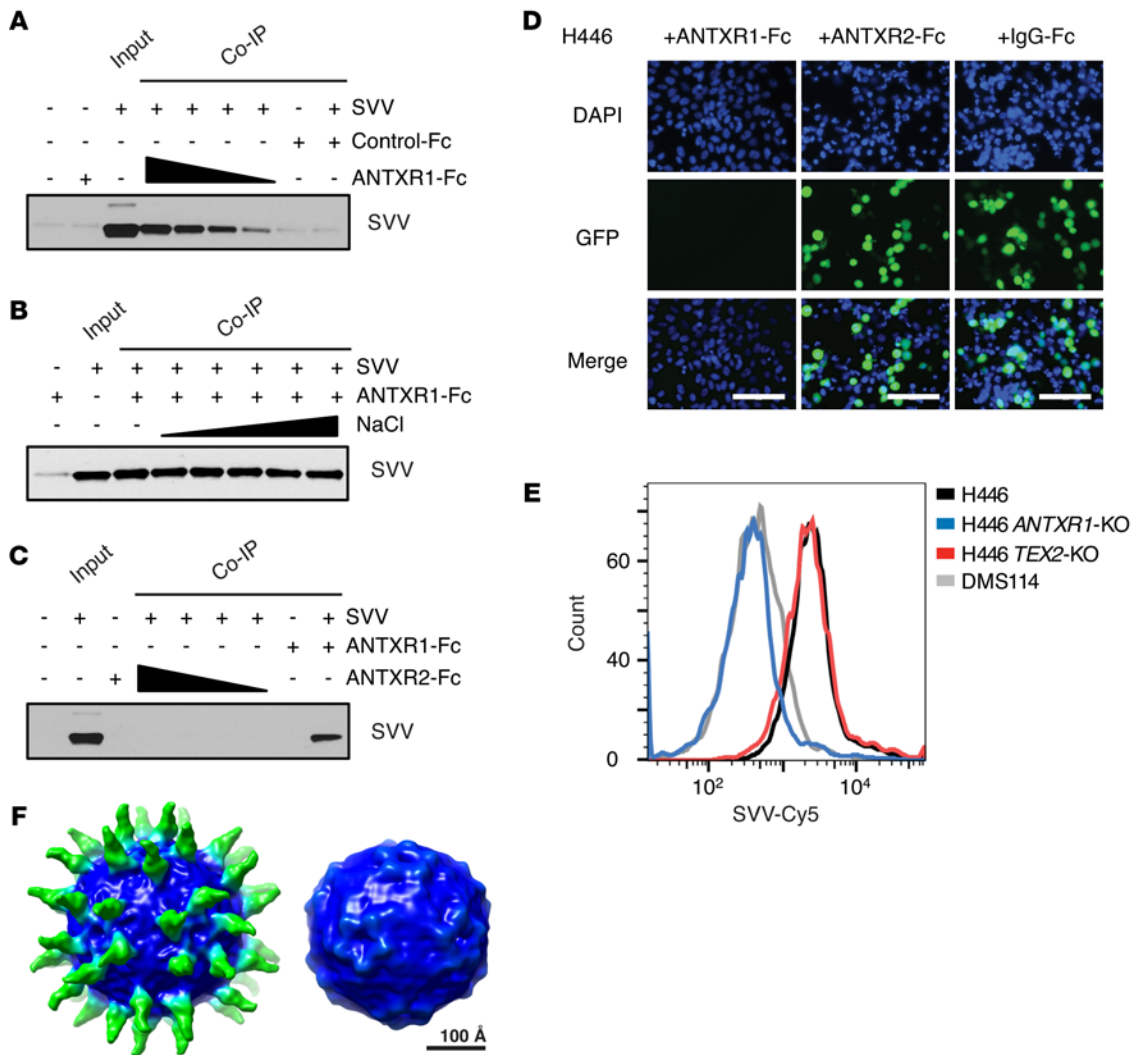 A
Input
Co-IP
- - + + + + + - + SVV
- - - - - - - + + Control-Fc
- + - - - ANTXR1-Fc
SVV
B
Input
Co-IP
- + + + + + + + SVV
+ - + + + + + + ANTXR1-Fc
- - - NaCl
SVV
C
Input
Co-IP
- + - + + + + - + SVV
- - - - - - - + + ANTXR1-Fc
- - + - - ANTXR2-Fc
SVV
D
H446 +ANTXR1-Fc +ANTXR2-Fc +IgG-Fc
DAPI
GFP
Merge
E
H446
H446 ANTXR1-KO
H446 TEX2-KO
DMS114
Count
60
40
0
10² 10⁴
SVV-Cy5
F
100 Å